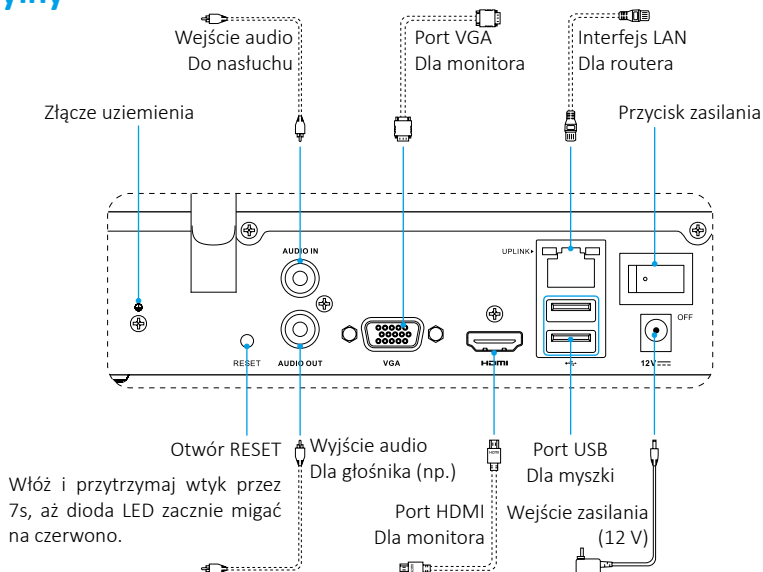 Wejście audio
Do nasłuchu
Port VGA
Dla monitora
Interfejs LAN
Dla routera
Złącze uziemienia
Przycisk zasilania
AUDIO IN
UPLINK
OFF
RESET
AUDIO OUT
VGA
HDMI
12V
Otwór RESET
Włóż i przytrzymaj wtyk przez
7s, aż dioda LED zacznie migać
na czerwono.
Wyjście audio
Dla głośnika (np.)
HDMI
Port HDMI
Dla monitora
Port USB
Dla myszki
Wejście zasilania
(12 V)